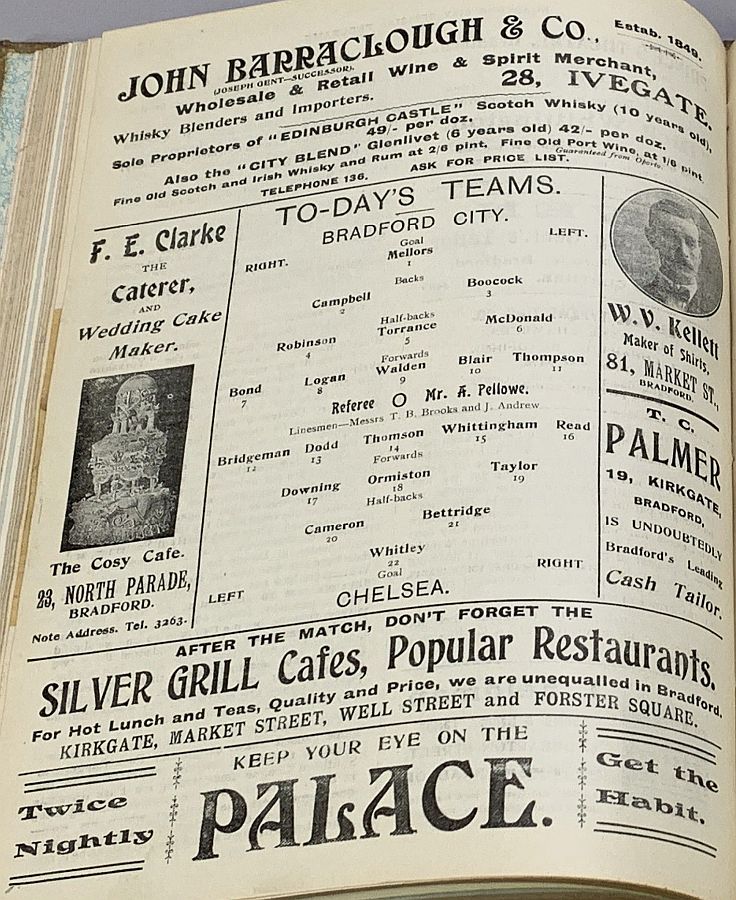 JOHN BARRACLOUGH & CO., Estab. 1849.
(JOSEPH GENT—SUCCESSOR).
Wholesale & Retail Wine & Spirit Merchant,
Whisky Blenders and Importers. 28, IVEGATE.
Sole Proprietors of "EDINBURGH CASTLE" Scotch Whisky (10 years old),
49/- per doz.
Also the "CITY BLEND" Glenlivet (6 years old) 42/- per doz.
Fine Old Scotch and Irish Whisky and Rum at 2/6 pint. Fine Old Port Wine, at 1/6 pint
Guaranteed from Oporto.
TELEPHONE 136. ASK FOR PRICE LIST.
F. E. Clarke
THE
Caterer,
AND
Wedding Cake
Maker.
The Cosy Cafe.
23, NORTH PARADE,
BRADFORD.
Note Address. Tel. 3263.
TO-DAY'S TEAMS.
BRADFORD CITY.
RIGHT. LEFT.
Goal
Mellors
1
Backs
Campbell Boocock
2 3
Half-backs
Robinson Torrance McDonald
4 5 6
Forwards
Bond Logan Walden Blair Thompson
7 8 9 10 11
Referee O Mr. A. Pellowe.
Linesmen—Messrs T. B. Brooks and J. Andrew
Bridgeman Dodd Thomson Whittingham Read
12 13 14 15 16
Forwards
Downing Ormiston Taylor
17 18 19
Half-backs
Cameron Bettridge
20 21
Whitley
22
Goal
LEFT RIGHT
CHELSEA.
W. V. Kellett
Maker of Shirts,
81, MARKET ST.,
BRADFORD.
T. C.
PALMER
19, KIRKGATE,
BRADFORD,
IS UNDOUBTEDLY
Bradford's Leading
Cash Tailor.
AFTER THE MATCH, DON'T FORGET THE
SILVER GRILL Cafes, Popular Restaurants.
For Hot Lunch and Teas, Quality and Price, we are unequalled in Bradford.
KIRKGATE, MARKET STREET, WELL STREET and FORSTER SQUARE.
Twice
Nightly
KEEP YOUR EYE ON THE
PALACE.
Get the
Habit.